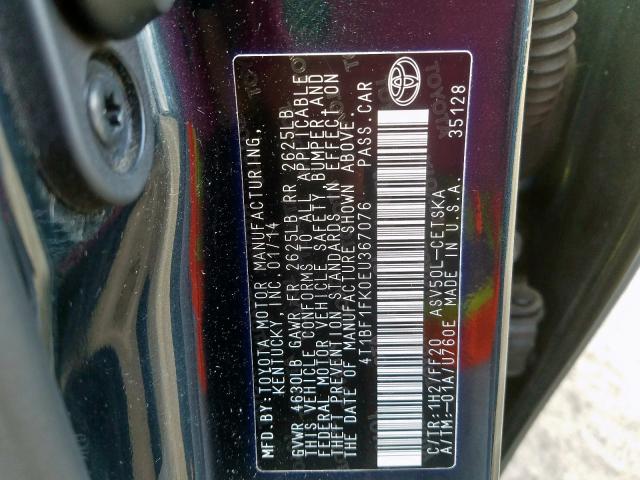 MFD.BY:TOYOTA MOTOR MANUFACTURING,
KENTUCKY, INC. 01/14
GVWR 4630LB GAWR FR 2625LB RR 2625LB
THIS VEHICLE CONFORMS TO ALL APPLICABLE
FEDERAL MOTOR VEHICLE SAFETY, BUMPER AND
THEFT PREVENTION STANDARDS IN EFFECT ON
THE DATE OF MANUFACTURE SHOWN ABOVE.
4T1BF1FK0EU367076 PASS.CAR
C/TR:1H2/FF20 ASV50L-CETSKA
A/TM:-01A/U760E MADE IN U.S.A.
35128
TOYOTA